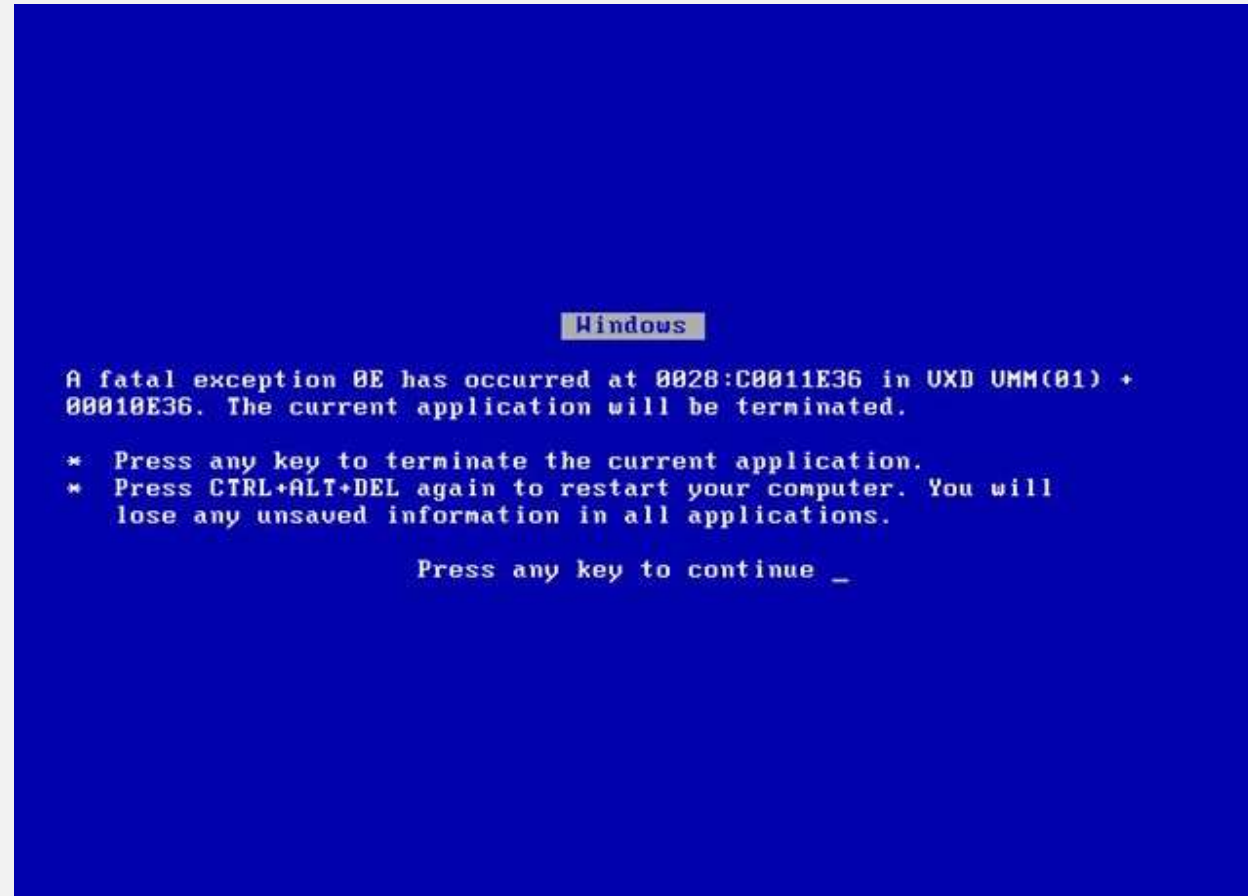 Windows
A fatal exception 0E has occurred at 0028:C0011E36 in VXD VMM(01) +
00010E36. The current application will be terminated.
* Press any key to terminate the current application.
* Press CTRL+ALT+DEL again to restart your computer. You will
lose any unsaved information in all applications.
Press any key to continue _